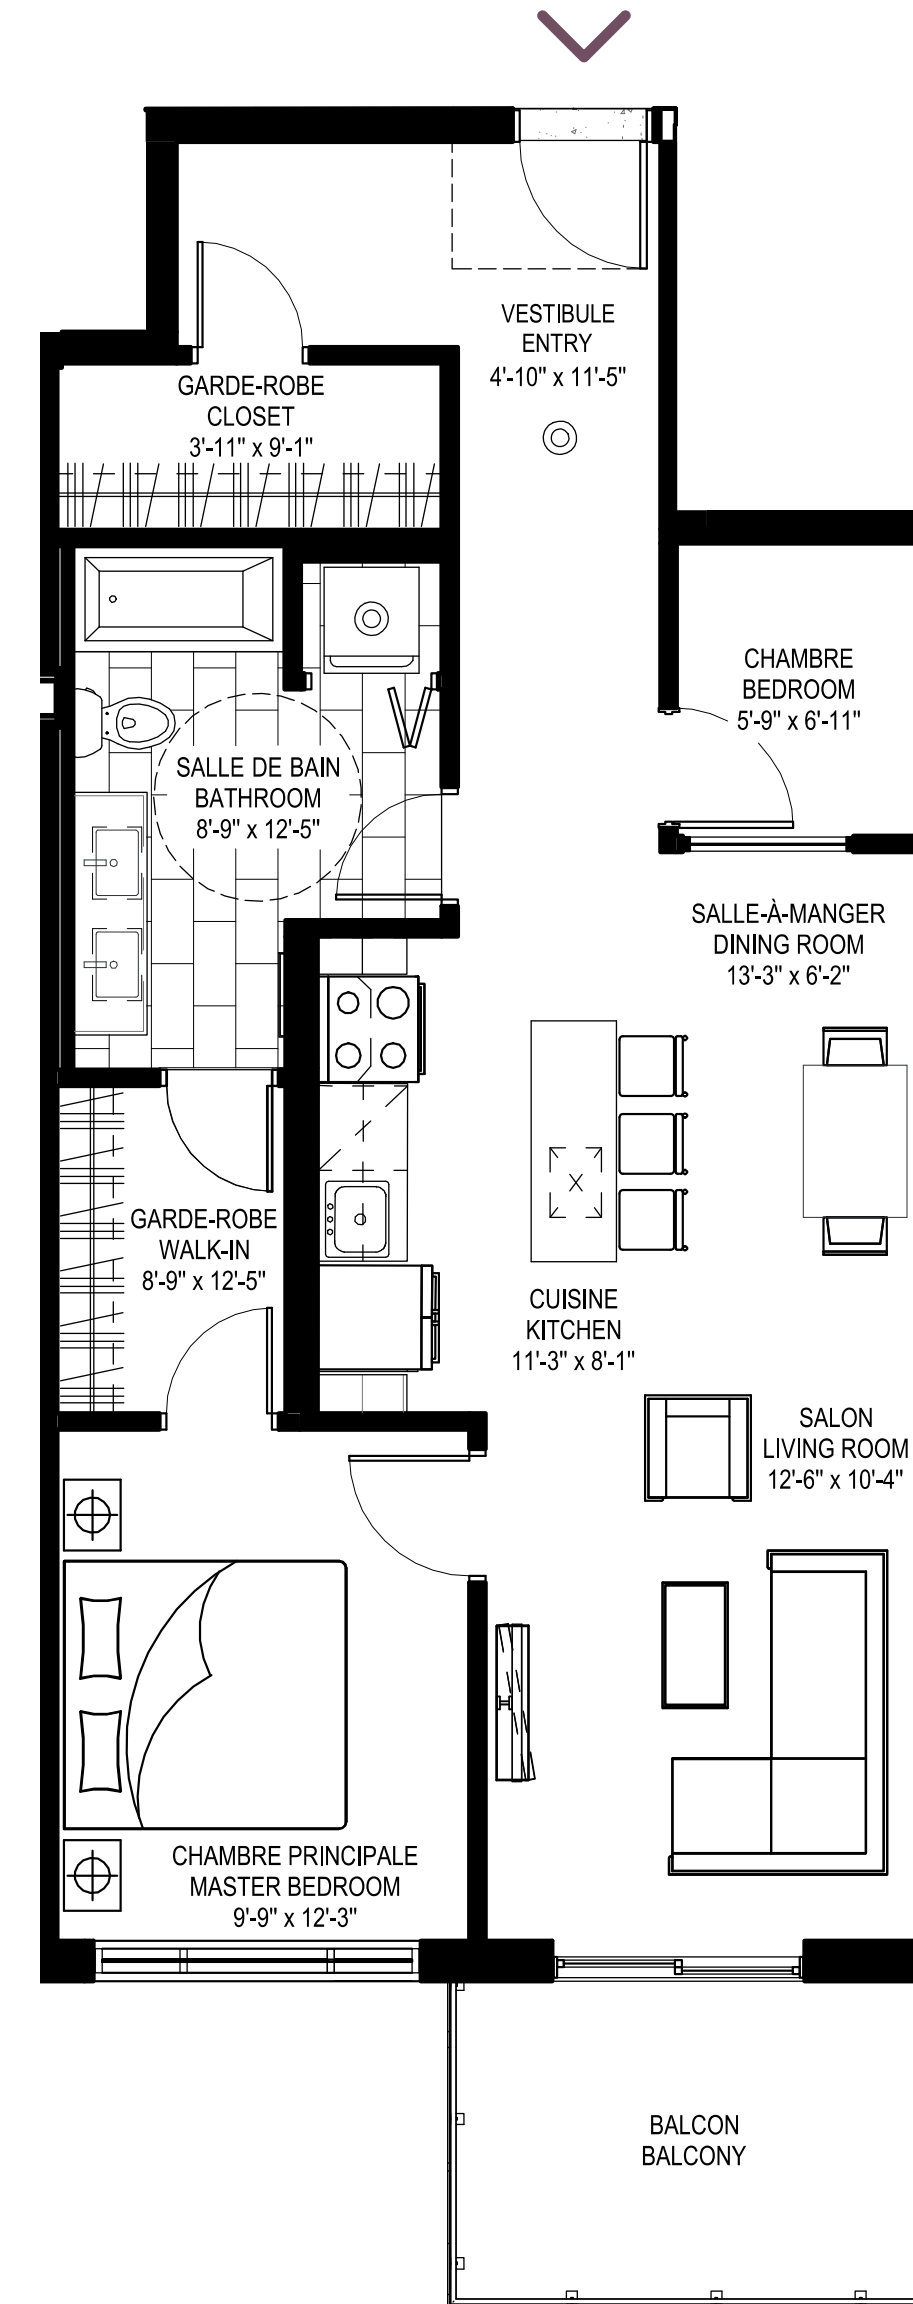 VESTIBULE
ENTRY
4'-10" x 11'-5"
GARDE-ROBE
CLOSET
3'-11" x 9'-1"
CHAMBRE
BEDROOM
5'-9" x 6'-11"
SALLE DE BAIN
BATHROOM
8'-9" x 12'-5"
SALLE-À-MANGER
DINING ROOM
13'-3" x 6'-2"
GARDE-ROBE
WALK-IN
8'-9" x 12'-5"
CUISINE
KITCHEN
11'-3" x 8'-1"
SALON
LIVING ROOM
12'-6" x 10'-4"
CHAMBRE PRINCIPALE
MASTER BEDROOM
9'-9" x 12'-3"
BALCON
BALCONY